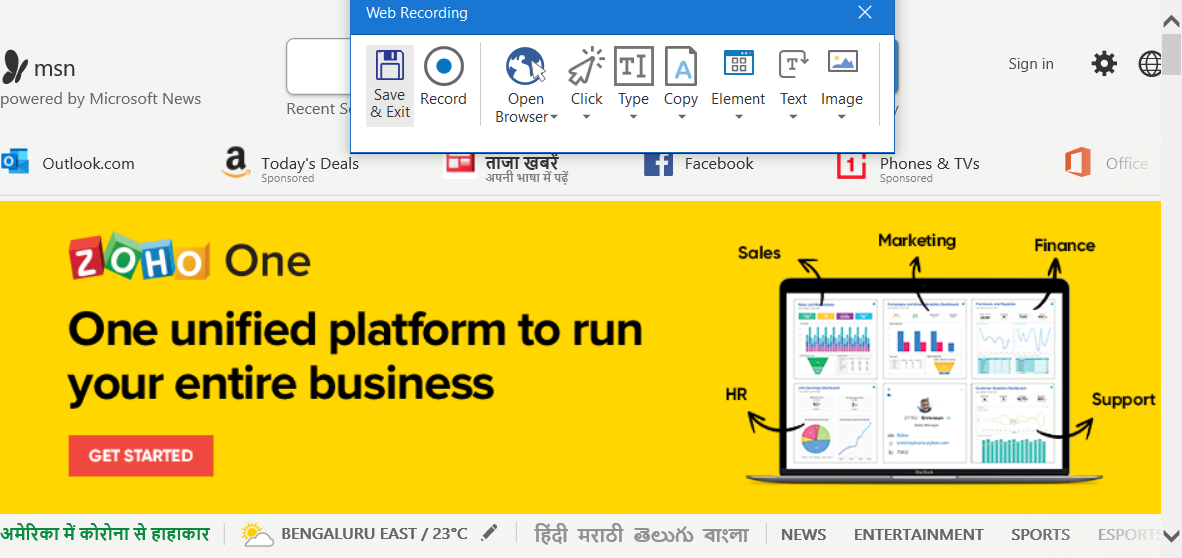 Web Recording
Save & Exit
Record
Open Browser
Click
Type
Copy
Element
Text
Image
msn
powered by Microsoft News
Sign in
Recent S
Outlook.com
Today's Deals
Sponsored
ताजा खबरें
अपनी भाषा में पढ़ें
Facebook
Phones & TVs
Sponsored
Office
ZOHO One
One unified platform to run
your entire business
GET STARTED
Sales
Marketing
Finance
HR
Support
MacBook
अमेरिका में कोरोना से हाहाकार
BENGALURU EAST / 23°C
हिंदी मराठी తెలుగు বাংলা
NEWS
ENTERTAINMENT
SPORTS
ESPORTS